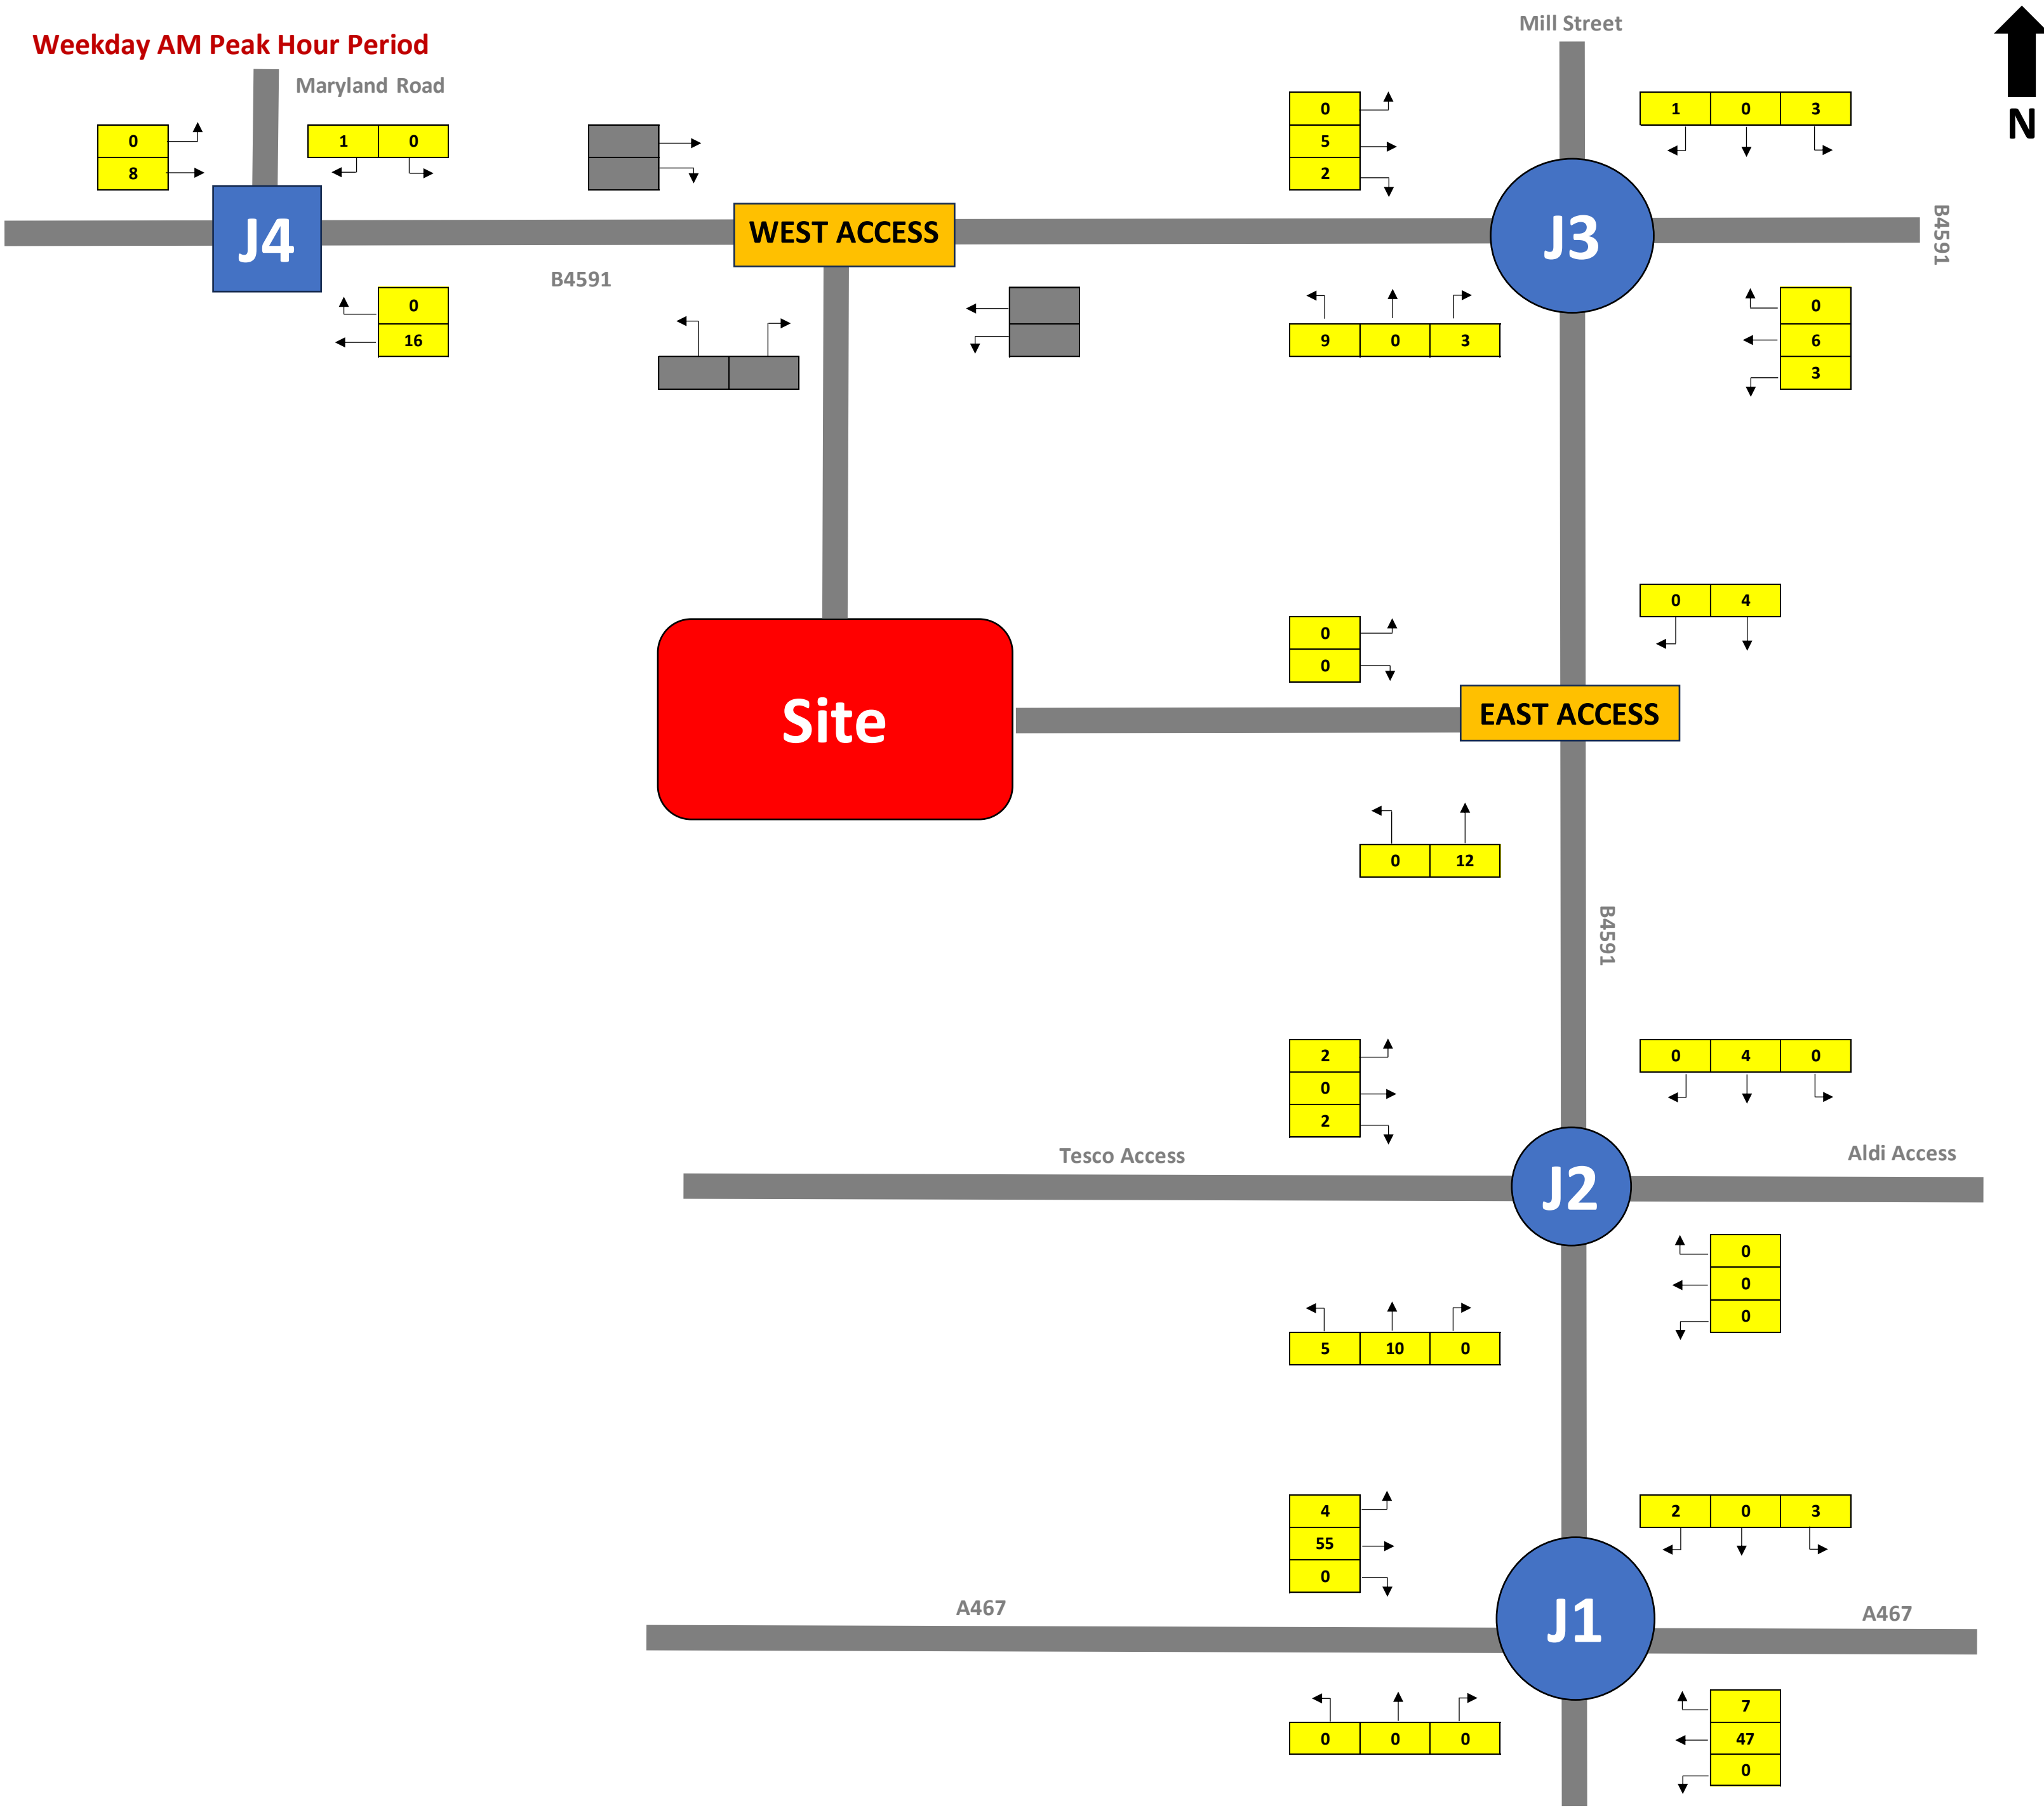 Mill Street
Weekday AM Peak Hour Period
Maryland Road
N
0
5
2
1 0 3
0
8
1 0
J4
WEST ACCESS
J3
B4591
B4591
0
16
9 0 3
0
6
3
0 4
0
0
Site
EAST ACCESS
0 12
B4591
2
0
2
0 4 0
Tesco Access
Aldi Access
J2
0
0
0
5 10 0
4
55
0
2 0 3
A467
J1
A467
0 0 0
7
47
0